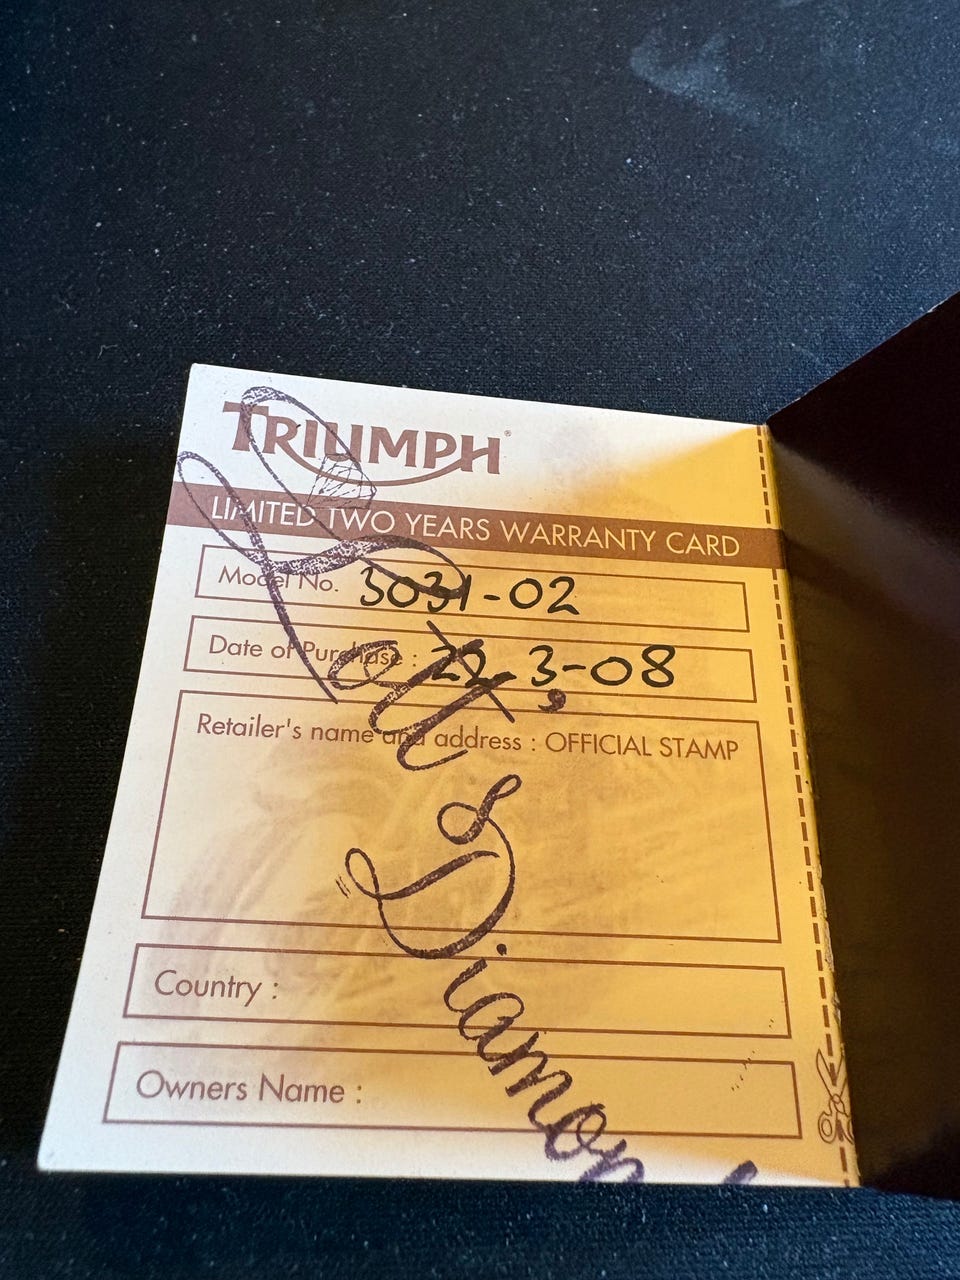 TRIUMPH®
LIMITED TWO YEARS WARRANTY CARD
Model No. 3031-02
Date of Purchase : 22-3-08
Retailer's name and address : OFFICIAL STAMP
Country :
Owners Name :
's
Diamon